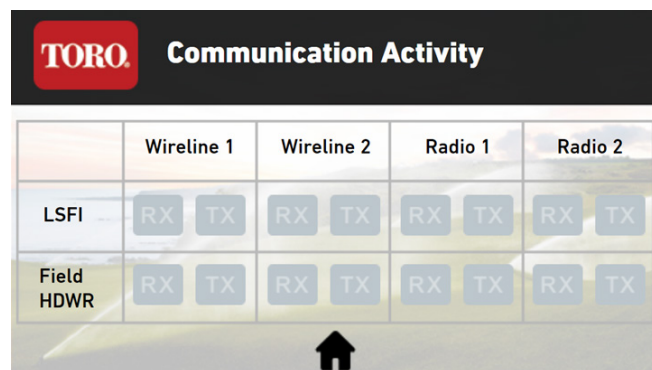 TORO. Communication Activity
Wireline 1 Wireline 2 Radio 1 Radio 2
LSFI RX TX RX TX RX TX RX TX
Field
HDWR RX TX RX TX RX TX RX TX